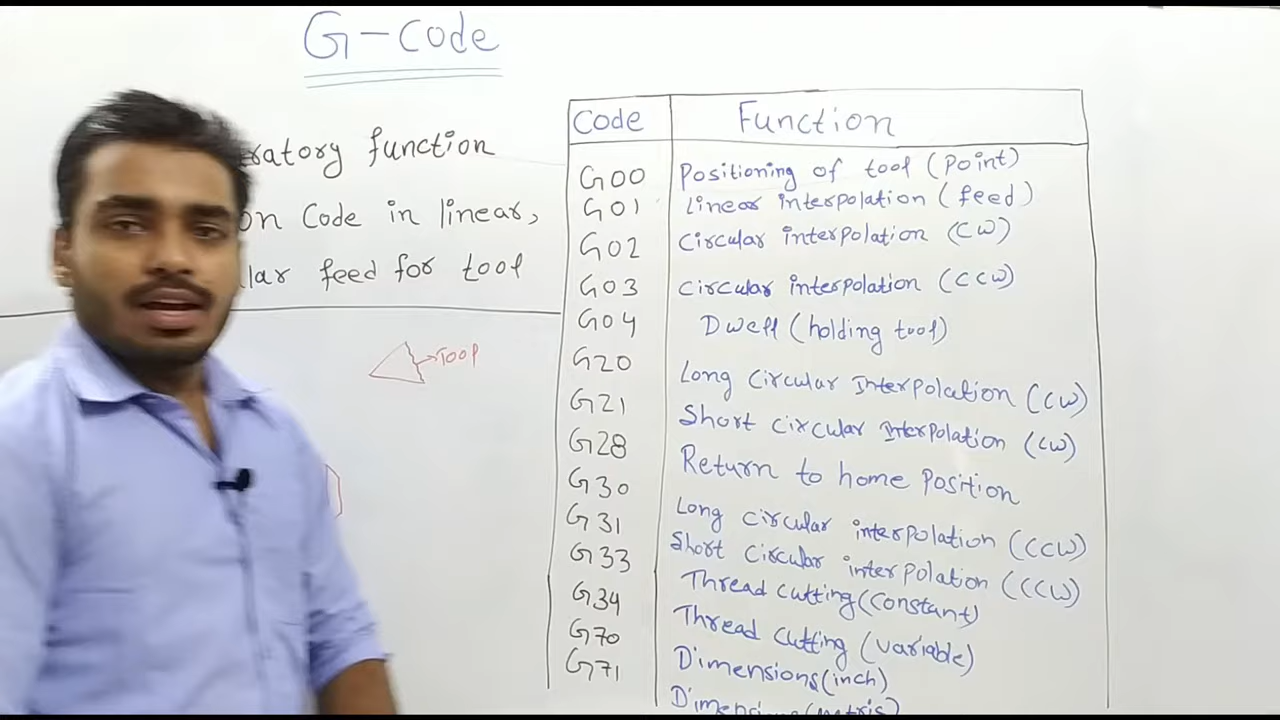 G-code
ratory function
on Code in linear,
lar feed for tool
Tool
Code Function
G00 Positioning of tool (Point)
G01 Linear interpolation (feed)
G02 Circular interpolation (CW)
G03 Circular interpolation (CCW)
G04 Dwell (holding tool)
G20 Long Circular Interpolation (CW)
G21 Short circular Interpolation (CW)
G28 Return to home Position
G30 Long circular interpolation (CCW)
G31 Short circular interpolation (CCW)
G33 Thread cutting (Constant)
G34 Thread cutting (Variable)
G70 Dimensions (inch)
G71